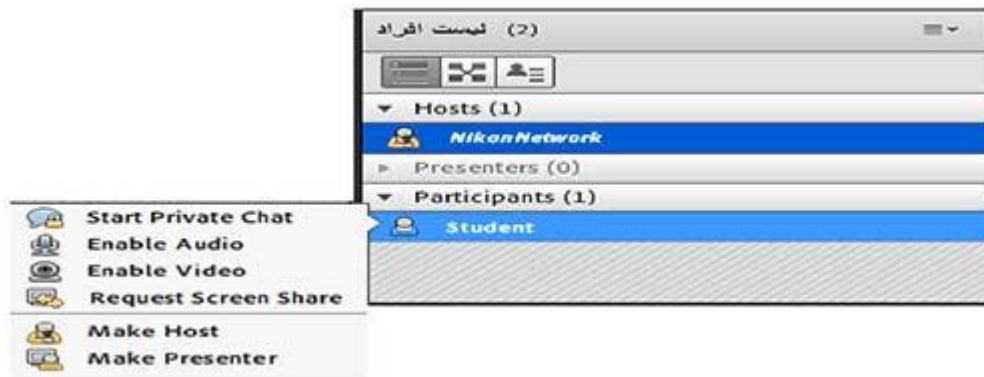 لیست افراد (2)
Hosts (1)
NikonNetwork
Presenters (0)
Participants (1)
Student
Start Private Chat
Enable Audio
Enable Video
Request Screen Share
Make Host
Make Presenter